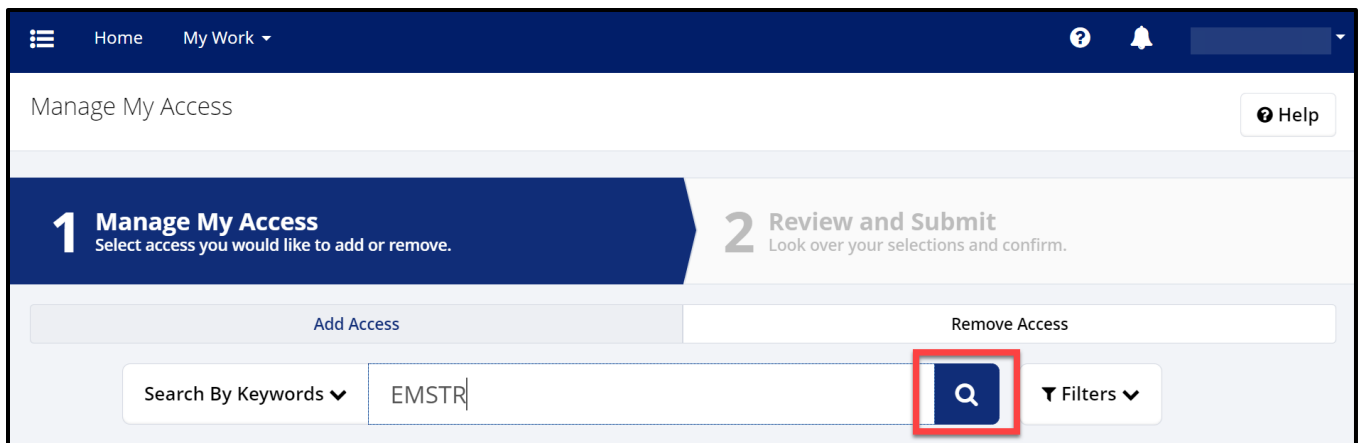 Home My Work
Manage My Access
Help
1 Manage My Access
Select access you would like to add or remove.
2 Review and Submit
Look over your selections and confirm.
Add Access
Remove Access
Search By Keywords
EMSTR
Filters